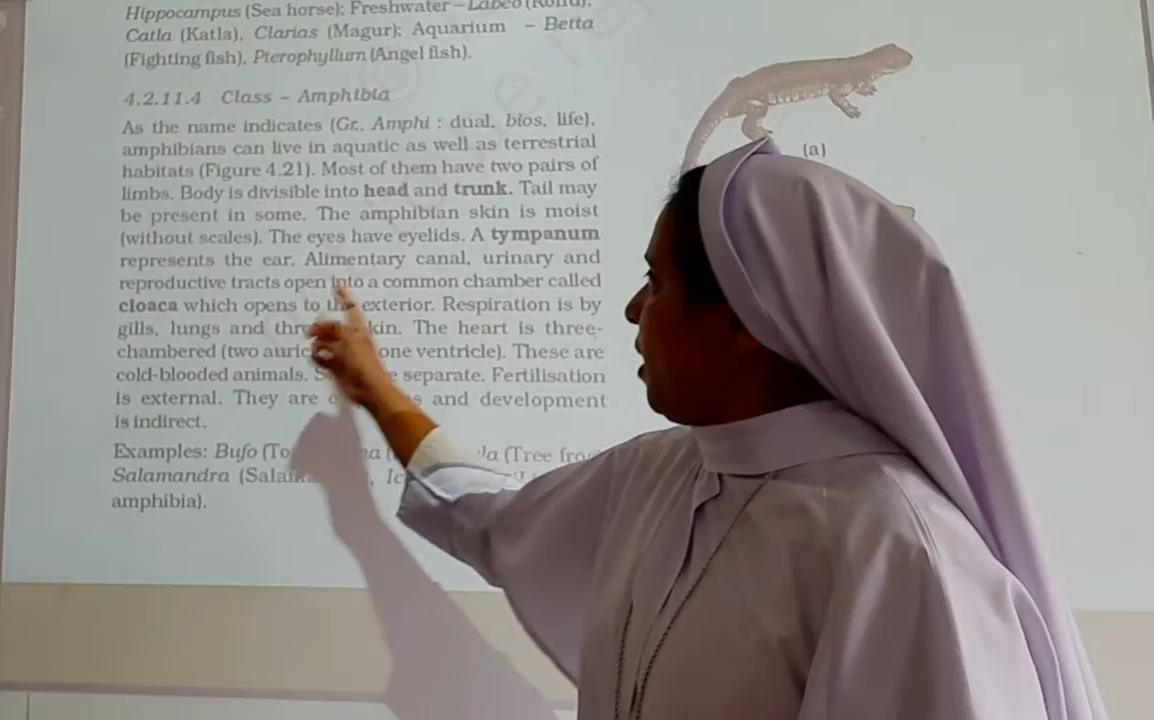 Hippocampus (Sea horse); Freshwater – Labeo (Rohu),
Catla (Katla), Clarias (Magur); Aquarium – Betta
(Fighting fish), Pterophyllum (Angel fish).
4.2.11.4 Class – Amphibia
As the name indicates (Gr., Amphi : dual, bios, life),
amphibians can live in aquatic as well as terrestrial
habitats (Figure 4.21). Most of them have two pairs of
limbs. Body is divisible into head and trunk. Tail may
be present in some. The amphibian skin is moist
(without scales). The eyes have eyelids. A tympanum
represents the ear. Alimentary canal, urinary and
reproductive tracts open into a common chamber called
cloaca which opens to the exterior. Respiration is by
gills, lungs and kin. The heart is three-
chambered (two one ventricle). These are
cold-blooded animals. separate. Fertilisation
is external. They are and development
is indirect.
Examples: Bufo (Tree frog
Salamandra
amphibia).
(a)